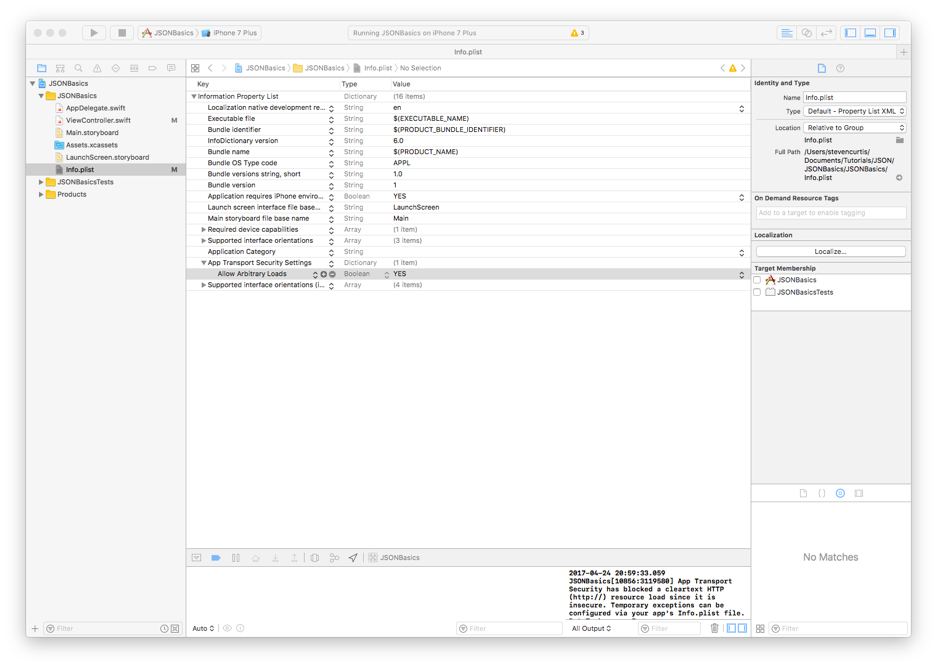 JSONBasics 〉 iPhone 7 Plus
Running JSONBasics on iPhone 7 Plus
3
Info.plist
JSONBasics 〉 JSONBasics 〉 Info.plist 〉 No Selection
JSONBasics
JSONBasics
AppDelegate.swift
ViewController.swift M
Main.storyboard
Assets.xcassets
LaunchScreen.storyboard
Info.plist M
JSONBasicsTests
Products
Filter
Key Type Value
Information Property List Dictionary (16 items)
Localization native development re... String en
Executable file String $(EXECUTABLE_NAME)
Bundle identifier String $(PRODUCT_BUNDLE_IDENTIFIER)
InfoDictionary version String 6.0
Bundle name String $(PRODUCT_NAME)
Bundle OS Type code String APPL
Bundle versions string, short String 1.0
Bundle version String 1
Application requires iPhone enviro... Boolean YES
Launch screen interface file base... String LaunchScreen
Main storyboard file base name String Main
Required device capabilities Array (1 item)
Supported interface orientations Array (3 items)
Application Category String
App Transport Security Settings Dictionary (1 item)
Allow Arbitrary Loads Boolean YES
Supported interface orientations (i... Array (4 items)
JSONBasics
2017-04-24 20:59:33.059
JSONBasics[10856:3119580] App Transport
Security has blocked a cleartext HTTP
(http://) resource load since it is
insecure. Temporary exceptions can be
configured via your app's Info.plist file.
Auto
Filter
All Output
Filter
Identity and Type
Name Info.plist
Type Default - Property List XML
Location Relative to Group
Info.plist
Full Path /Users/stevencurtis/
Documents/Tutorials/JSON/
JSONBasics/JSONBasics/
Info.plist
On Demand Resource Tags
Add to a target to enable tagging
Localization
Localize...
Target Membership
JSONBasics
JSONBasicsTests
No Matches
Filter